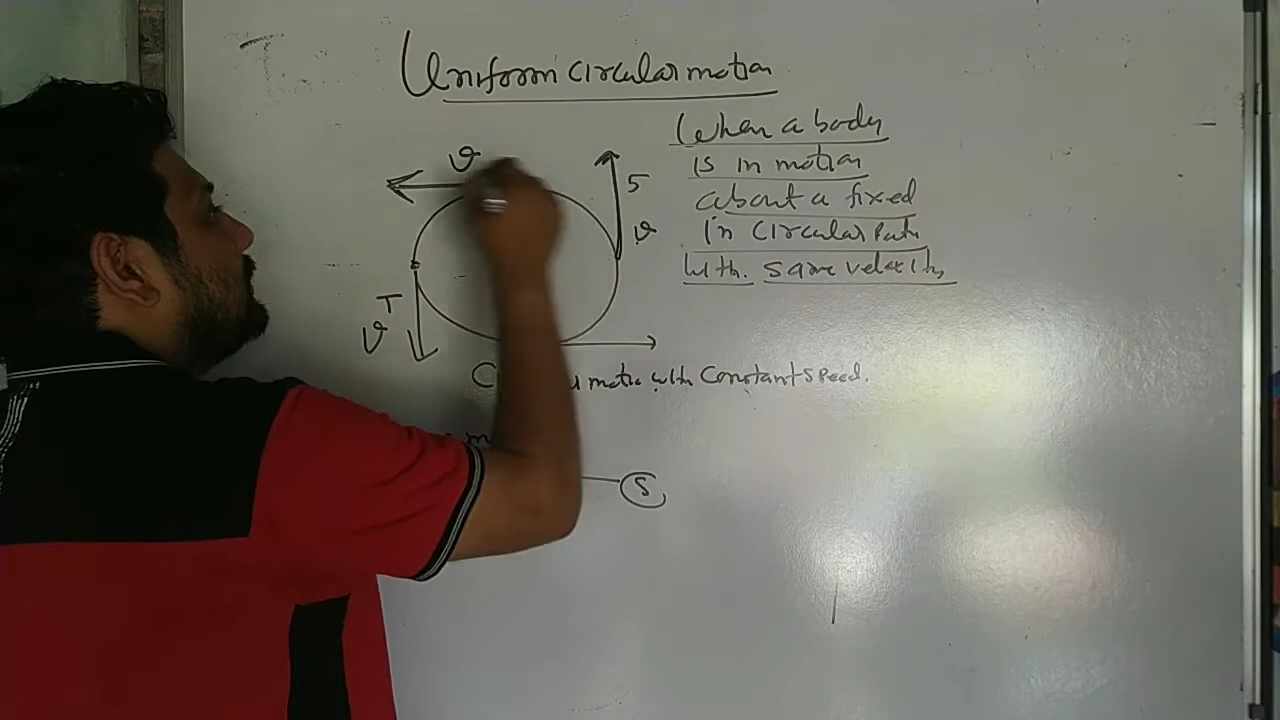 Uniform circular motion
When a body
is in motion
about a fixed
in circular path
with. same velocity
v
5
v
T
v
motion with Constant speed.
m
S